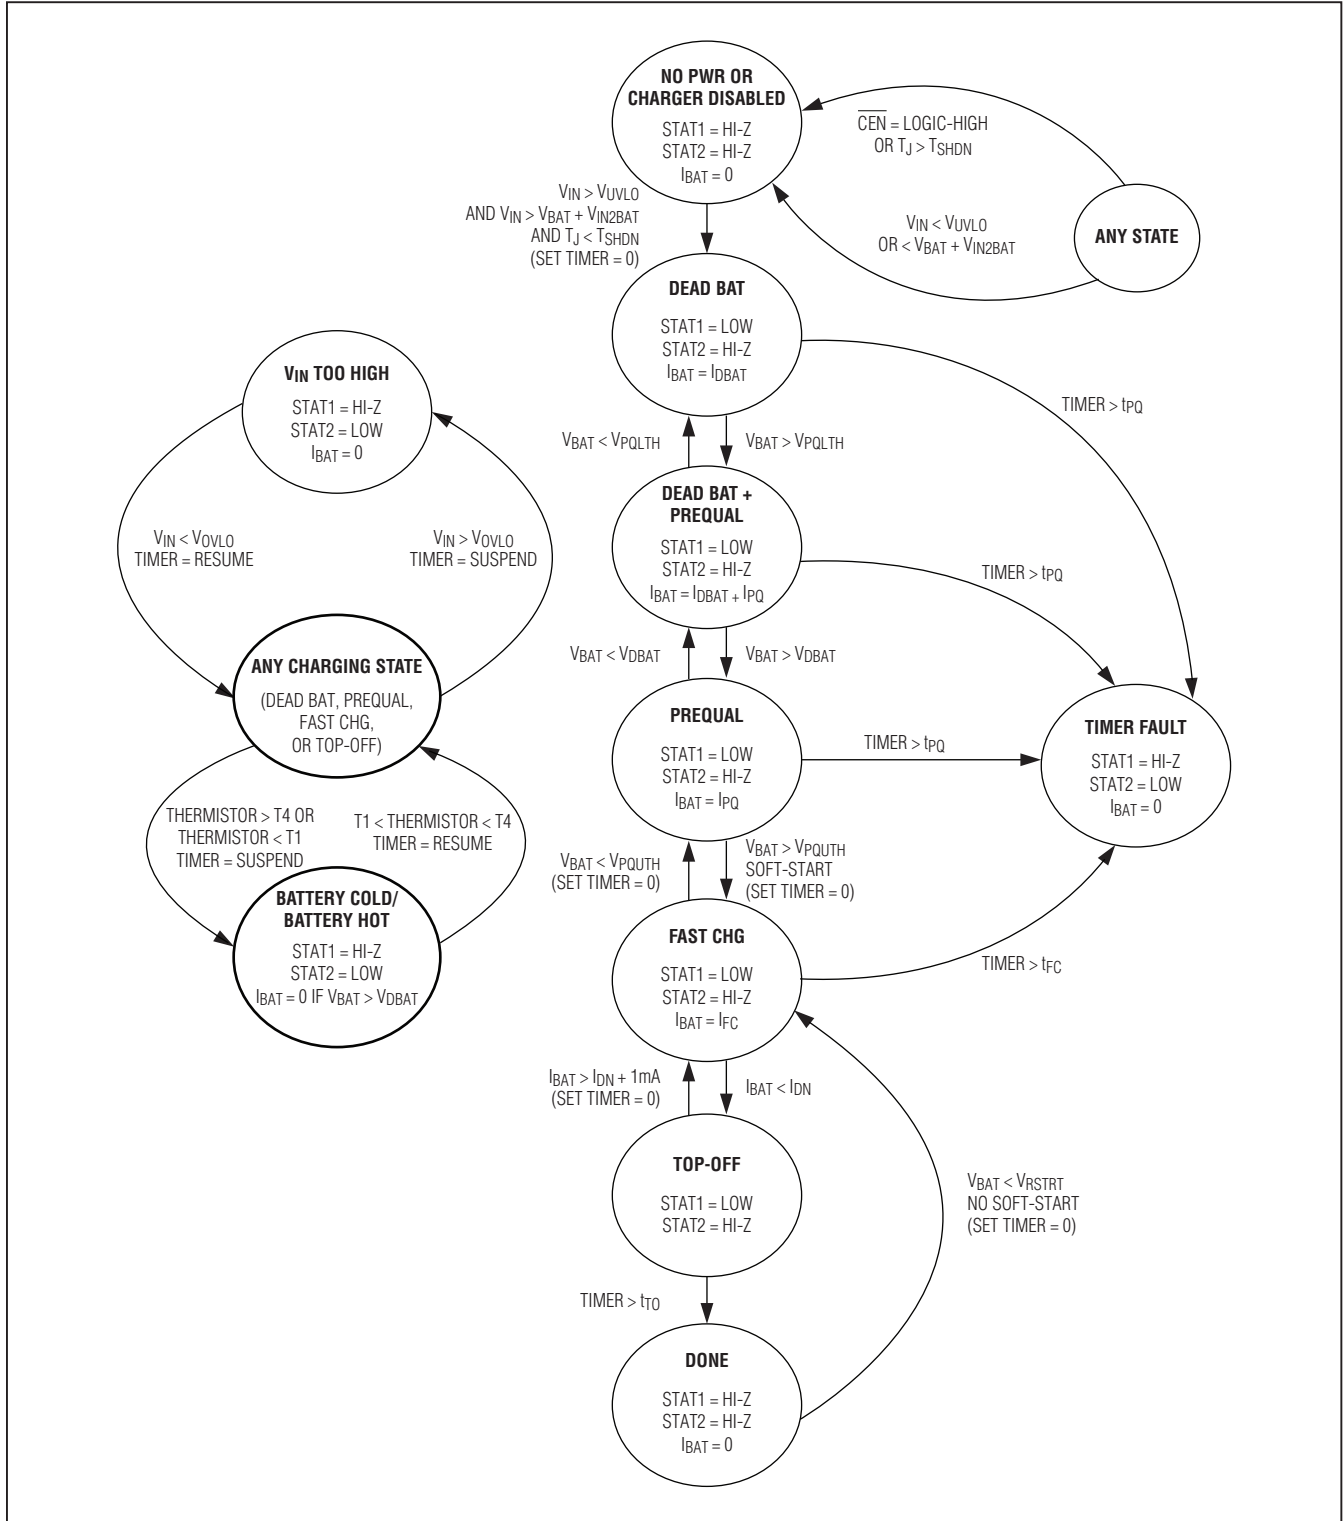 NO PWR OR
CHARGER DISABLED
STAT1 = HI-Z
STAT2 = HI-Z
IBAT = 0
CEN = LOGIC-HIGH
OR TJ > TSHDN
VIN < VUVLO
OR < VBAT + VIN2BAT
ANY STATE
VIN > VUVLO
AND VIN > VBAT + VIN2BAT
AND TJ < TSHDN
(SET TIMER = 0)
DEAD BAT
STAT1 = LOW
STAT2 = HI-Z
IBAT = IDBAT
TIMER > tPQ
VBAT < VPQLTH
VBAT > VPQLTH
DEAD BAT +
PREQUAL
STAT1 = LOW
STAT2 = HI-Z
IBAT = IDBAT + IPQ
TIMER > tPQ
VBAT < VDBAT
VBAT > VDBAT
PREQUAL
STAT1 = LOW
STAT2 = HI-Z
IBAT = IPQ
TIMER > tPQ
TIMER FAULT
STAT1 = HI-Z
STAT2 = LOW
IBAT = 0
VBAT < VPQUTH
(SET TIMER = 0)
VBAT > VPQUTH
SOFT-START
(SET TIMER = 0)
FAST CHG
STAT1 = LOW
STAT2 = HI-Z
IBAT = IFC
TIMER > tFC
IBAT > IDN + 1mA
(SET TIMER = 0)
IBAT < IDN
TOP-OFF
STAT1 = LOW
STAT2 = HI-Z
VBAT < VRSTRT
NO SOFT-START
(SET TIMER = 0)
TIMER > tTO
DONE
STAT1 = HI-Z
STAT2 = HI-Z
IBAT = 0
VIN TOO HIGH
STAT1 = HI-Z
STAT2 = LOW
IBAT = 0
VIN < VOVLO
TIMER = RESUME
VIN > VOVLO
TIMER = SUSPEND
ANY CHARGING STATE
(DEAD BAT, PREQUAL,
FAST CHG,
OR TOP-OFF)
THERMISTOR > T4 OR
THERMISTOR < T1
TIMER = SUSPEND
T1 < THERMISTOR < T4
TIMER = RESUME
BATTERY COLD/
BATTERY HOT
STAT1 = HI-Z
STAT2 = LOW
IBAT = 0 IF VBAT > VDBAT